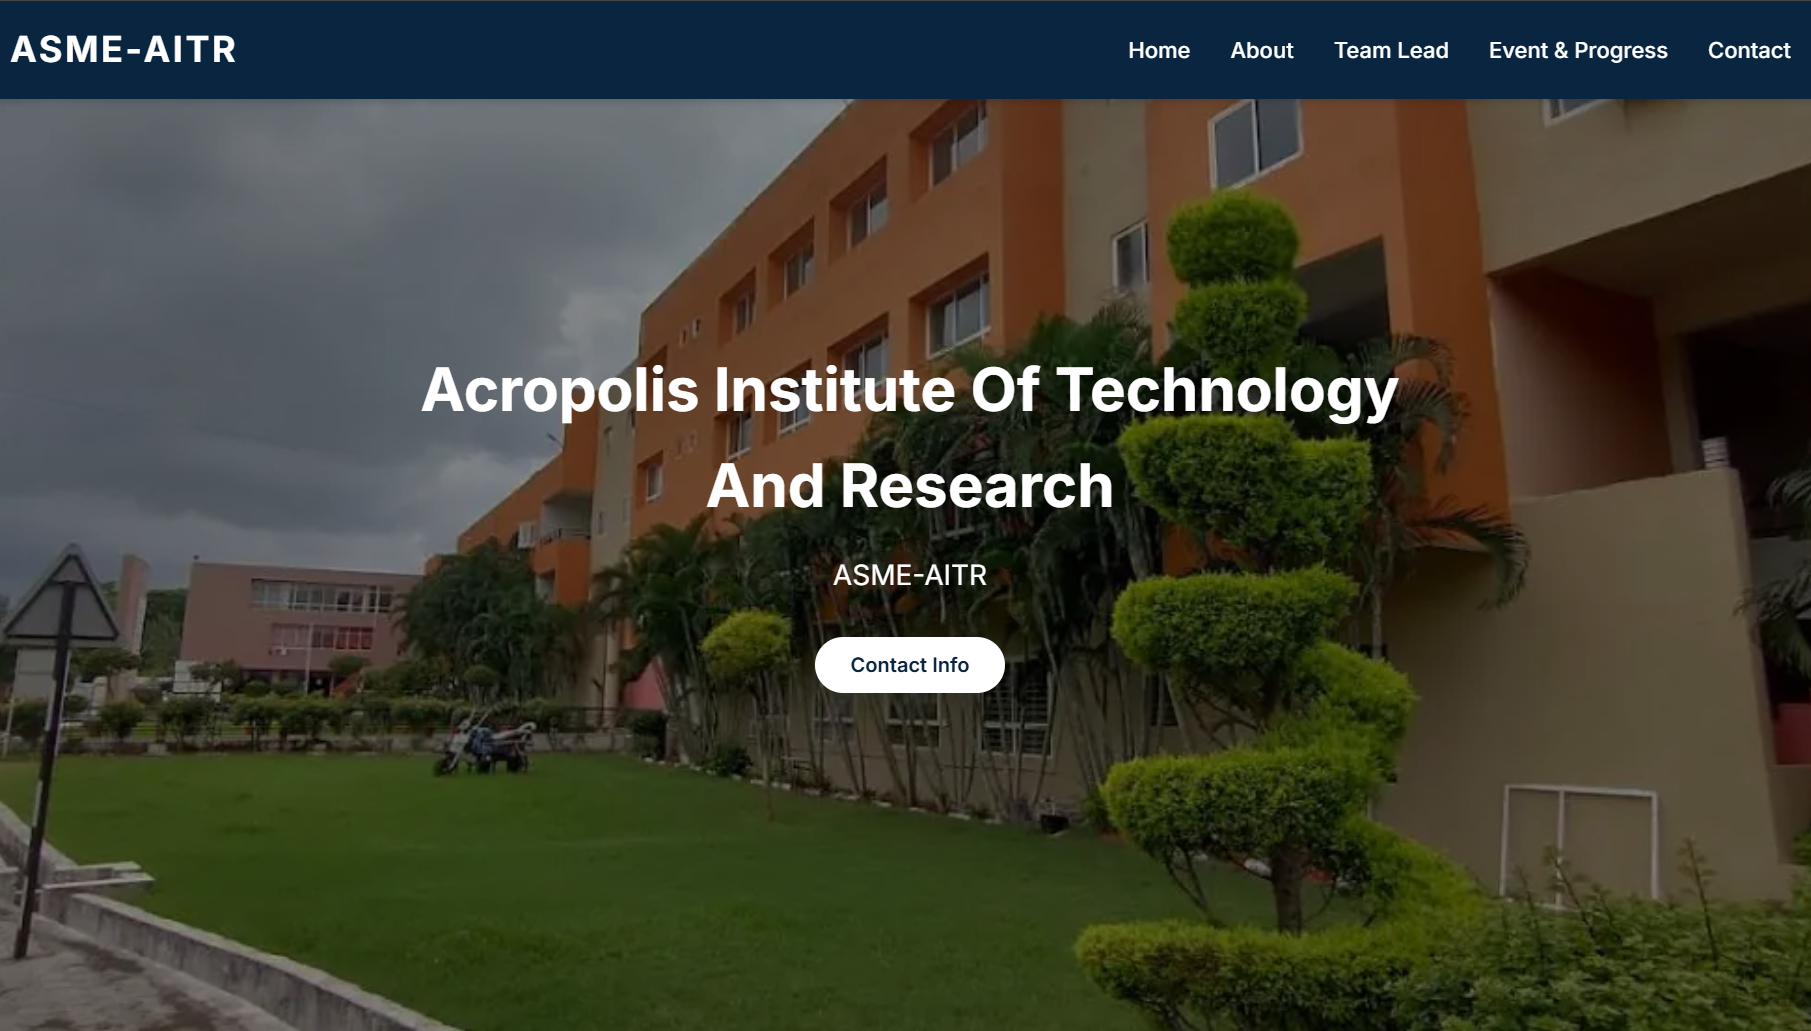 ASME-AITR
Home About Team Lead Event & Progress Contact
Acropolis Institute Of Technology
And Research
ASME-AITR
Contact Info